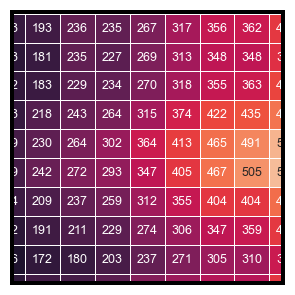 193 236 235 267 317 356 362
181 235 227 269 313 348 348
183 229 234 270 318 355 363
218 243 264 315 374 422 435
230 264 302 364 413 465 491
242 272 293 347 405 467 505
209 237 259 312 355 404 404
191 211 229 274 306 347 359
172 180 203 237 271 305 310